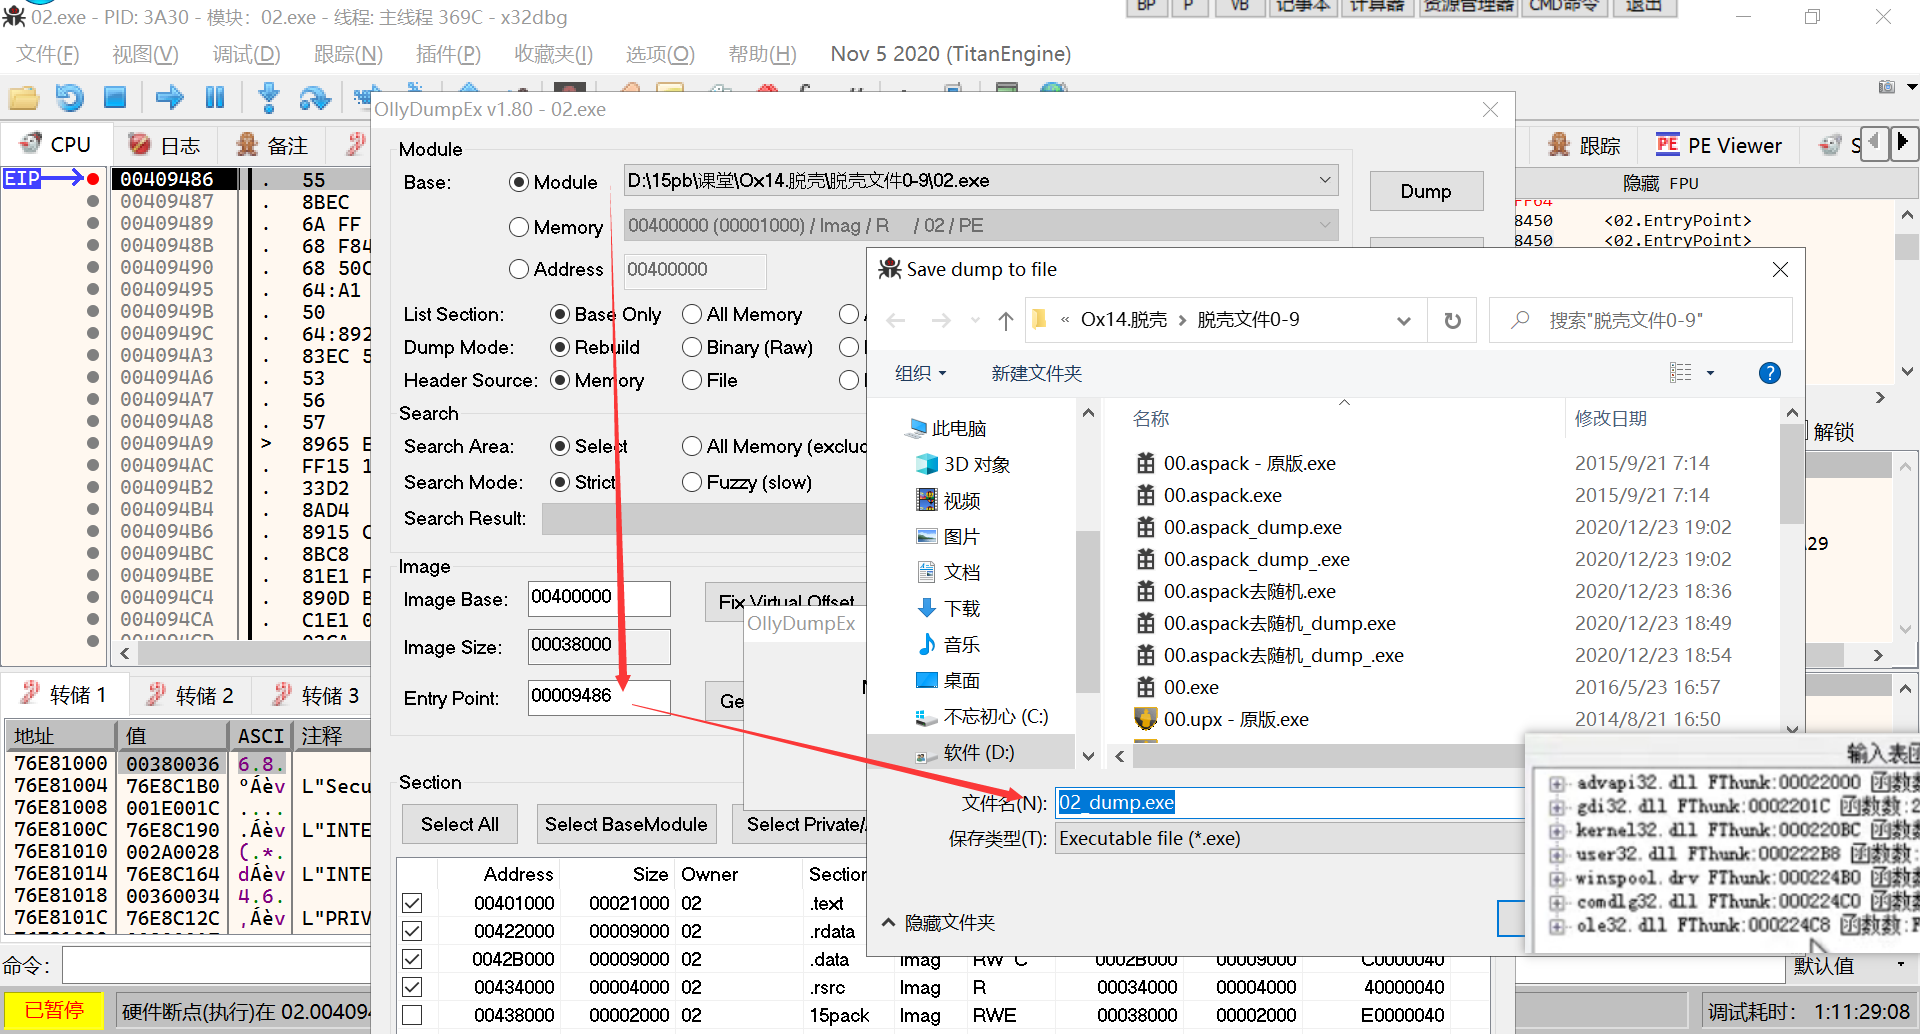 02.exe - PID: 3A30 - 模块: 02.exe - 线程: 主线程 369C - x32dbg
BP P VB 记事本 计算器 资源管理器 CMD命令 退出
文件(F) 视图(V) 调试(D) 跟踪(N) 插件(P) 收藏夹(I) 选项(O) 帮助(H) Nov 5 2020 (TitanEngine)
CPU 日志 备注
跟踪 PE Viewer S
隐藏 FPU
8450 <02.EntryPoint>
8450 <02.EntryPoint>
解锁
EIP
00409486 . 55
00409487 . 8BEC
00409489 . 6A FF
0040948B . 68 F84
00409490 . 68 50C
00409495 . 64:A1
0040949B . 50
0040949C . 64:892
004094A3 . 83EC 5
004094A6 . 53
004094A7 . 56
004094A8 . 57
004094A9 > 8965 E
004094AC . FF15 1
004094B2 . 33D2
004094B4 . 8AD4
004094B6 . 8915 C
004094BC . 8BC8
004094BE . 81E1 F
004094C4 . 890D B
004094CA . C1E1 0
OllyDumpEx v1.80 - 02.exe
Module
Base: Module D:\15pb\课堂\Ox14.脱壳\脱壳文件0-9\02.exe Dump
Memory 00400000 (00001000) / Imag / R / 02 / PE
Address 00400000
List Section: Base Only All Memory
Dump Mode: Rebuild Binary (Raw)
Header Source: Memory File
Search
Search Area: Select All Memory (exclu
Search Mode: Strict Fuzzy (slow)
Search Result:
Image
Image Base: 00400000 Fix Virtual Offset
Image Size: 00038000
Entry Point: 00009486 Ge
OllyDumpEx
Section
Select All Select BaseModule Select Private/
Address Size Owner Section
00401000 00021000 02 .text
00422000 00009000 02 .rdata
0042B000 00009000 02 .data Imag RW C 0002B000 00009000 C0000040
00434000 00004000 02 .rsrc Imag R 00034000 00004000 40000040
00438000 00002000 02 15pack Imag RWE 00038000 00002000 E0000040
Save dump to file
« Ox14.脱壳 › 脱壳文件0-9
搜索"脱壳文件0-9"
组织 新建文件夹
此电脑
3D 对象
视频
图片
文档
下载
音乐
桌面
不忘初心 (C:)
软件 (D:)
名称 修改日期
00.aspack - 原版.exe 2015/9/21 7:14
00.aspack.exe 2015/9/21 7:14
00.aspack_dump.exe 2020/12/23 19:02
00.aspack_dump_.exe 2020/12/23 19:02
00.aspack去随机.exe 2020/12/23 18:36
00.aspack去随机_dump.exe 2020/12/23 18:49
00.aspack去随机_dump_.exe 2020/12/23 18:54
00.exe 2016/5/23 16:57
00.upx - 原版.exe 2014/8/21 16:50
文件名(N): 02_dump.exe
保存类型(T): Executable file (*.exe)
隐藏文件夹
输入表函
advapi32.dll FThunk:00022000 函数数
gdi32.dll FThunk:0002201C 函数数:2
kernel32.dll FThunk:000220BC 函数数
user32.dll FThunk:000222B8 函数数:
winspool.drv FThunk:000224B0 函数数
comdlg32.dll FThunk:000224C0 函数数
ole32.dll FThunk:000224C8 函数数:F
转储 1 转储 2 转储 3
地址 值 ASCI 注释
76E81000 00380036 6.8.
76E81004 76E8C1B0 °Áèv L"Secu
76E81008 001E001C ....
76E8100C 76E8C190 .Áèv L"INTE
76E81010 002A0028 (.*.
76E81014 76E8C164 dÁèv L"INTE
76E81018 00360034 4.6.
76E8101C 76E8C12C ,Áèv L"PRIV
命令:
默认值
已暂停 硬件断点(执行)在 02.00409
调试耗时: 1:11:29:08